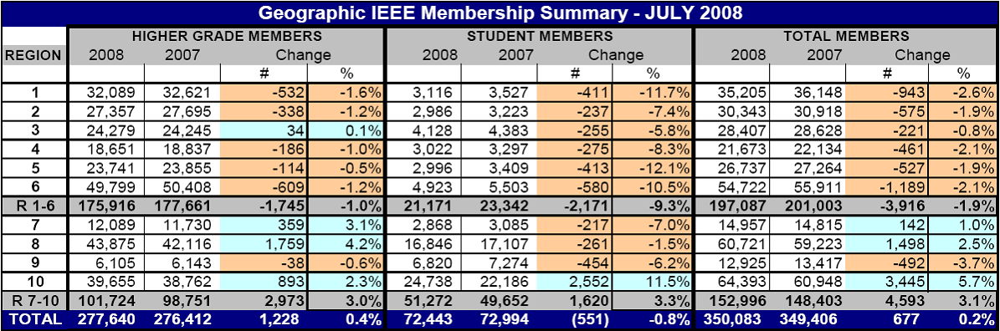 Geographic IEEE Membership Summary - JULY 2008
HIGHER GRADE MEMBERS STUDENT MEMBERS TOTAL MEMBERS
REGION 2008 2007 Change 2008 2007 Change 2008 2007 Change
# % # % # %
1 32,089 32,621 -532 -1.6% 3,116 3,527 -411 -11.7% 35,205 36,148 -943 -2.6%
2 27,357 27,695 -338 -1.2% 2,986 3,223 -237 -7.4% 30,343 30,918 -575 -1.9%
3 24,279 24,245 34 0.1% 4,128 4,383 -255 -5.8% 28,407 28,628 -221 -0.8%
4 18,651 18,837 -186 -1.0% 3,022 3,297 -275 -8.3% 21,673 22,134 -461 -2.1%
5 23,741 23,855 -114 -0.5% 2,996 3,409 -413 -12.1% 26,737 27,264 -527 -1.9%
6 49,799 50,408 -609 -1.2% 4,923 5,503 -580 -10.5% 54,722 55,911 -1,189 -2.1%
R 1-6 175,916 177,661 -1,745 -1.0% 21,171 23,342 -2,171 -9.3% 197,087 201,003 -3,916 -1.9%
7 12,089 11,730 359 3.1% 2,868 3,085 -217 -7.0% 14,957 14,815 142 1.0%
8 43,875 42,116 1,759 4.2% 16,846 17,107 -261 -1.5% 60,721 59,223 1,498 2.5%
9 6,105 6,143 -38 -0.6% 6,820 7,274 -454 -6.2% 12,925 13,417 -492 -3.7%
10 39,655 38,762 893 2.3% 24,738 22,186 2,552 11.5% 64,393 60,948 3,445 5.7%
R 7-10 101,724 98,751 2,973 3.0% 51,272 49,652 1,620 3.3% 152,996 148,403 4,593 3.1%
TOTAL 277,640 276,412 1,228 0.4% 72,443 72,994 (551) -0.8% 350,083 349,406 677 0.2%